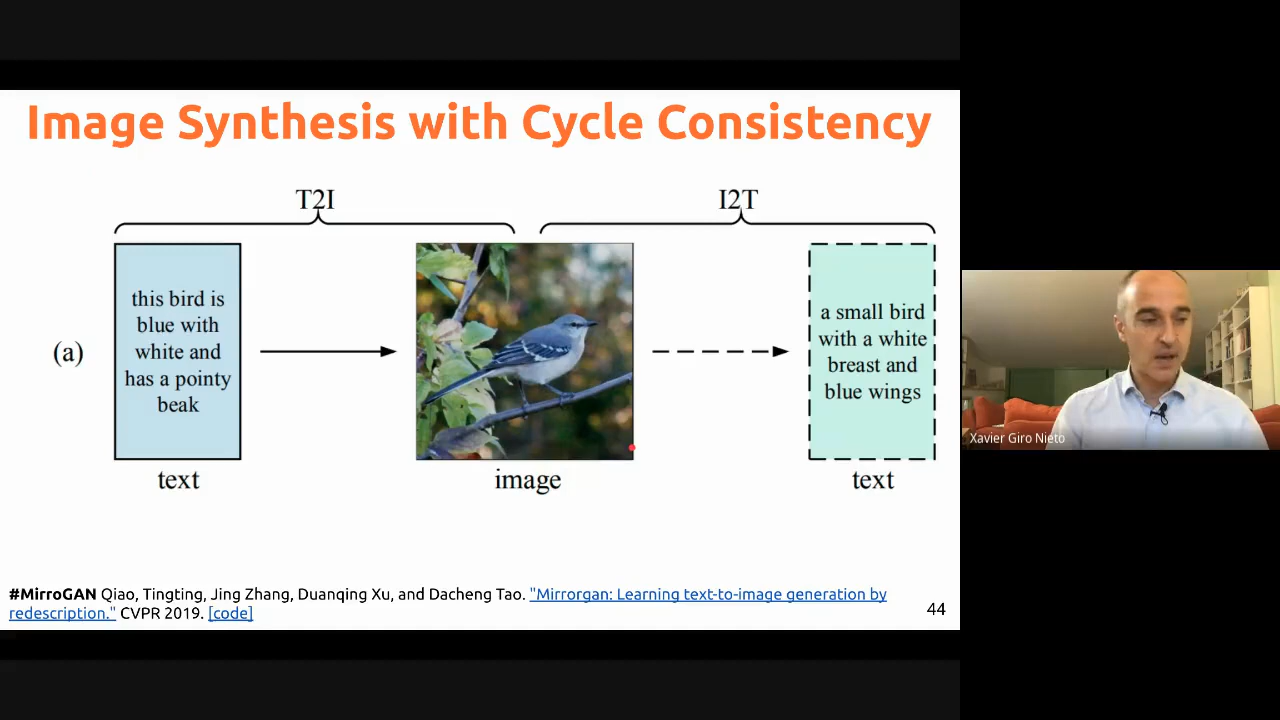 Image Synthesis with Cycle Consistency
T2I
I2T
(a)
this bird is
blue with
white and
has a pointy
beak
a small bird
with a white
breast and
blue wings
text
image
text
Xavier Giro Nieto
#MirroGAN Qiao, Tingting, Jing Zhang, Duanqing Xu, and Dacheng Tao. "Mirrorgan: Learning text-to-image generation by
redescription." CVPR 2019. [code]
44